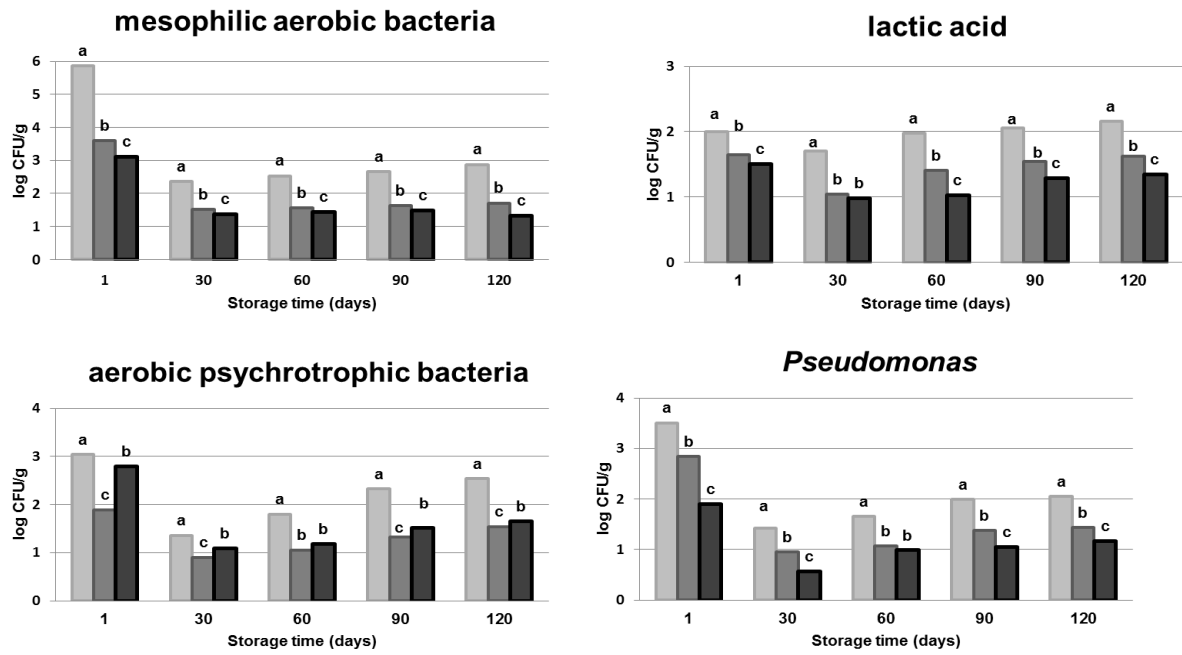 mesophilic aerobic bacteria
log CFU/g
6
5
4
3
2
1
0
a b c
a b c
a b c
a b c
a b c
1 30 60 90 120
Storage time (days)
lactic acid
log CFU/g
3
2
1
0
a b c
a b b
a b c
a b c
a b c
1 30 60 90 120
Storage time (days)
aerobic psychrotrophic bacteria
log CFU/g
4
3
2
1
0
a c b
a c b
a b b
a c b
a c b
1 30 60 90 120
Storage time (days)
Pseudomonas
log CFU/g
4
3
2
1
0
a b c
a b c
a b b
a b c
a b c
1 30 60 90 120
Storage time (days)